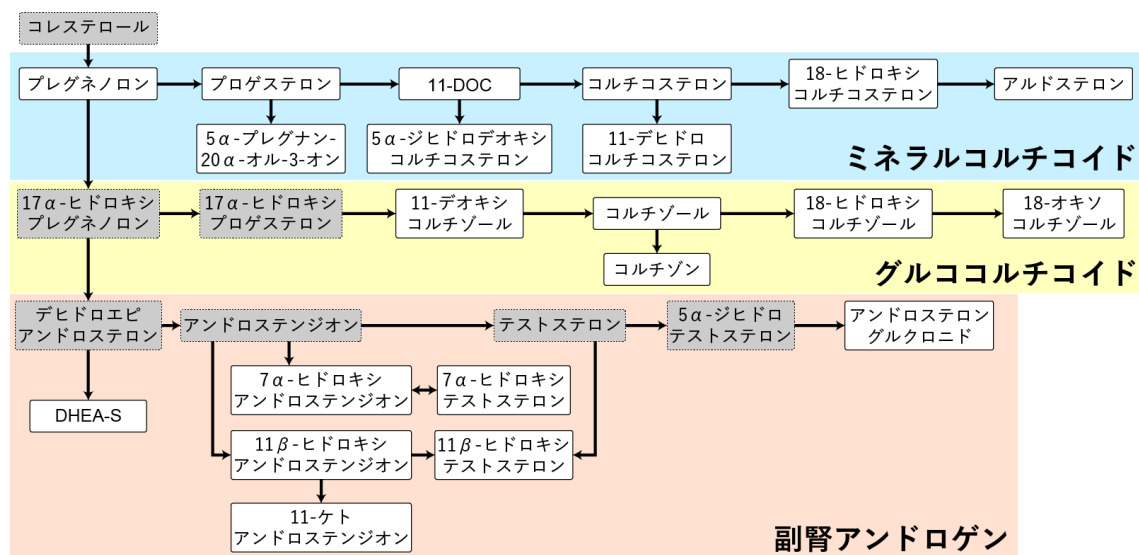 コレステロール
プレグネノロン
プロゲステロン
11-DOC
コルチコステロン
18-ヒドロキシ
コルチコステロン
アルドステロン
5α-プレグナン-
20α-オル-3-オン
5α-ジヒドロデオキシ
コルチコステロン
11-デヒドロ
コルチコステロン
ミネラルコルチコイド
17α-ヒドロキシ
プレグネノロン
17α-ヒドロキシ
プロゲステロン
11-デオキシ
コルチゾール
コルチゾール
18-ヒドロキシ
コルチゾール
18-オキソ
コルチゾール
コルチゾン
グルココルチコイド
デヒドロエピ
アンドロステロン
アンドロステンジオン
テストステロン
5α-ジヒドロ
テストステロン
アンドロステロン
グルクロニド
7α-ヒドロキシ
アンドロステンジオン
7α-ヒドロキシ
テストステロン
DHEA-S
11β-ヒドロキシ
アンドロステンジオン
11β-ヒドロキシ
テストステロン
11-ケト
アンドロステンジオン
副腎アンドロゲン